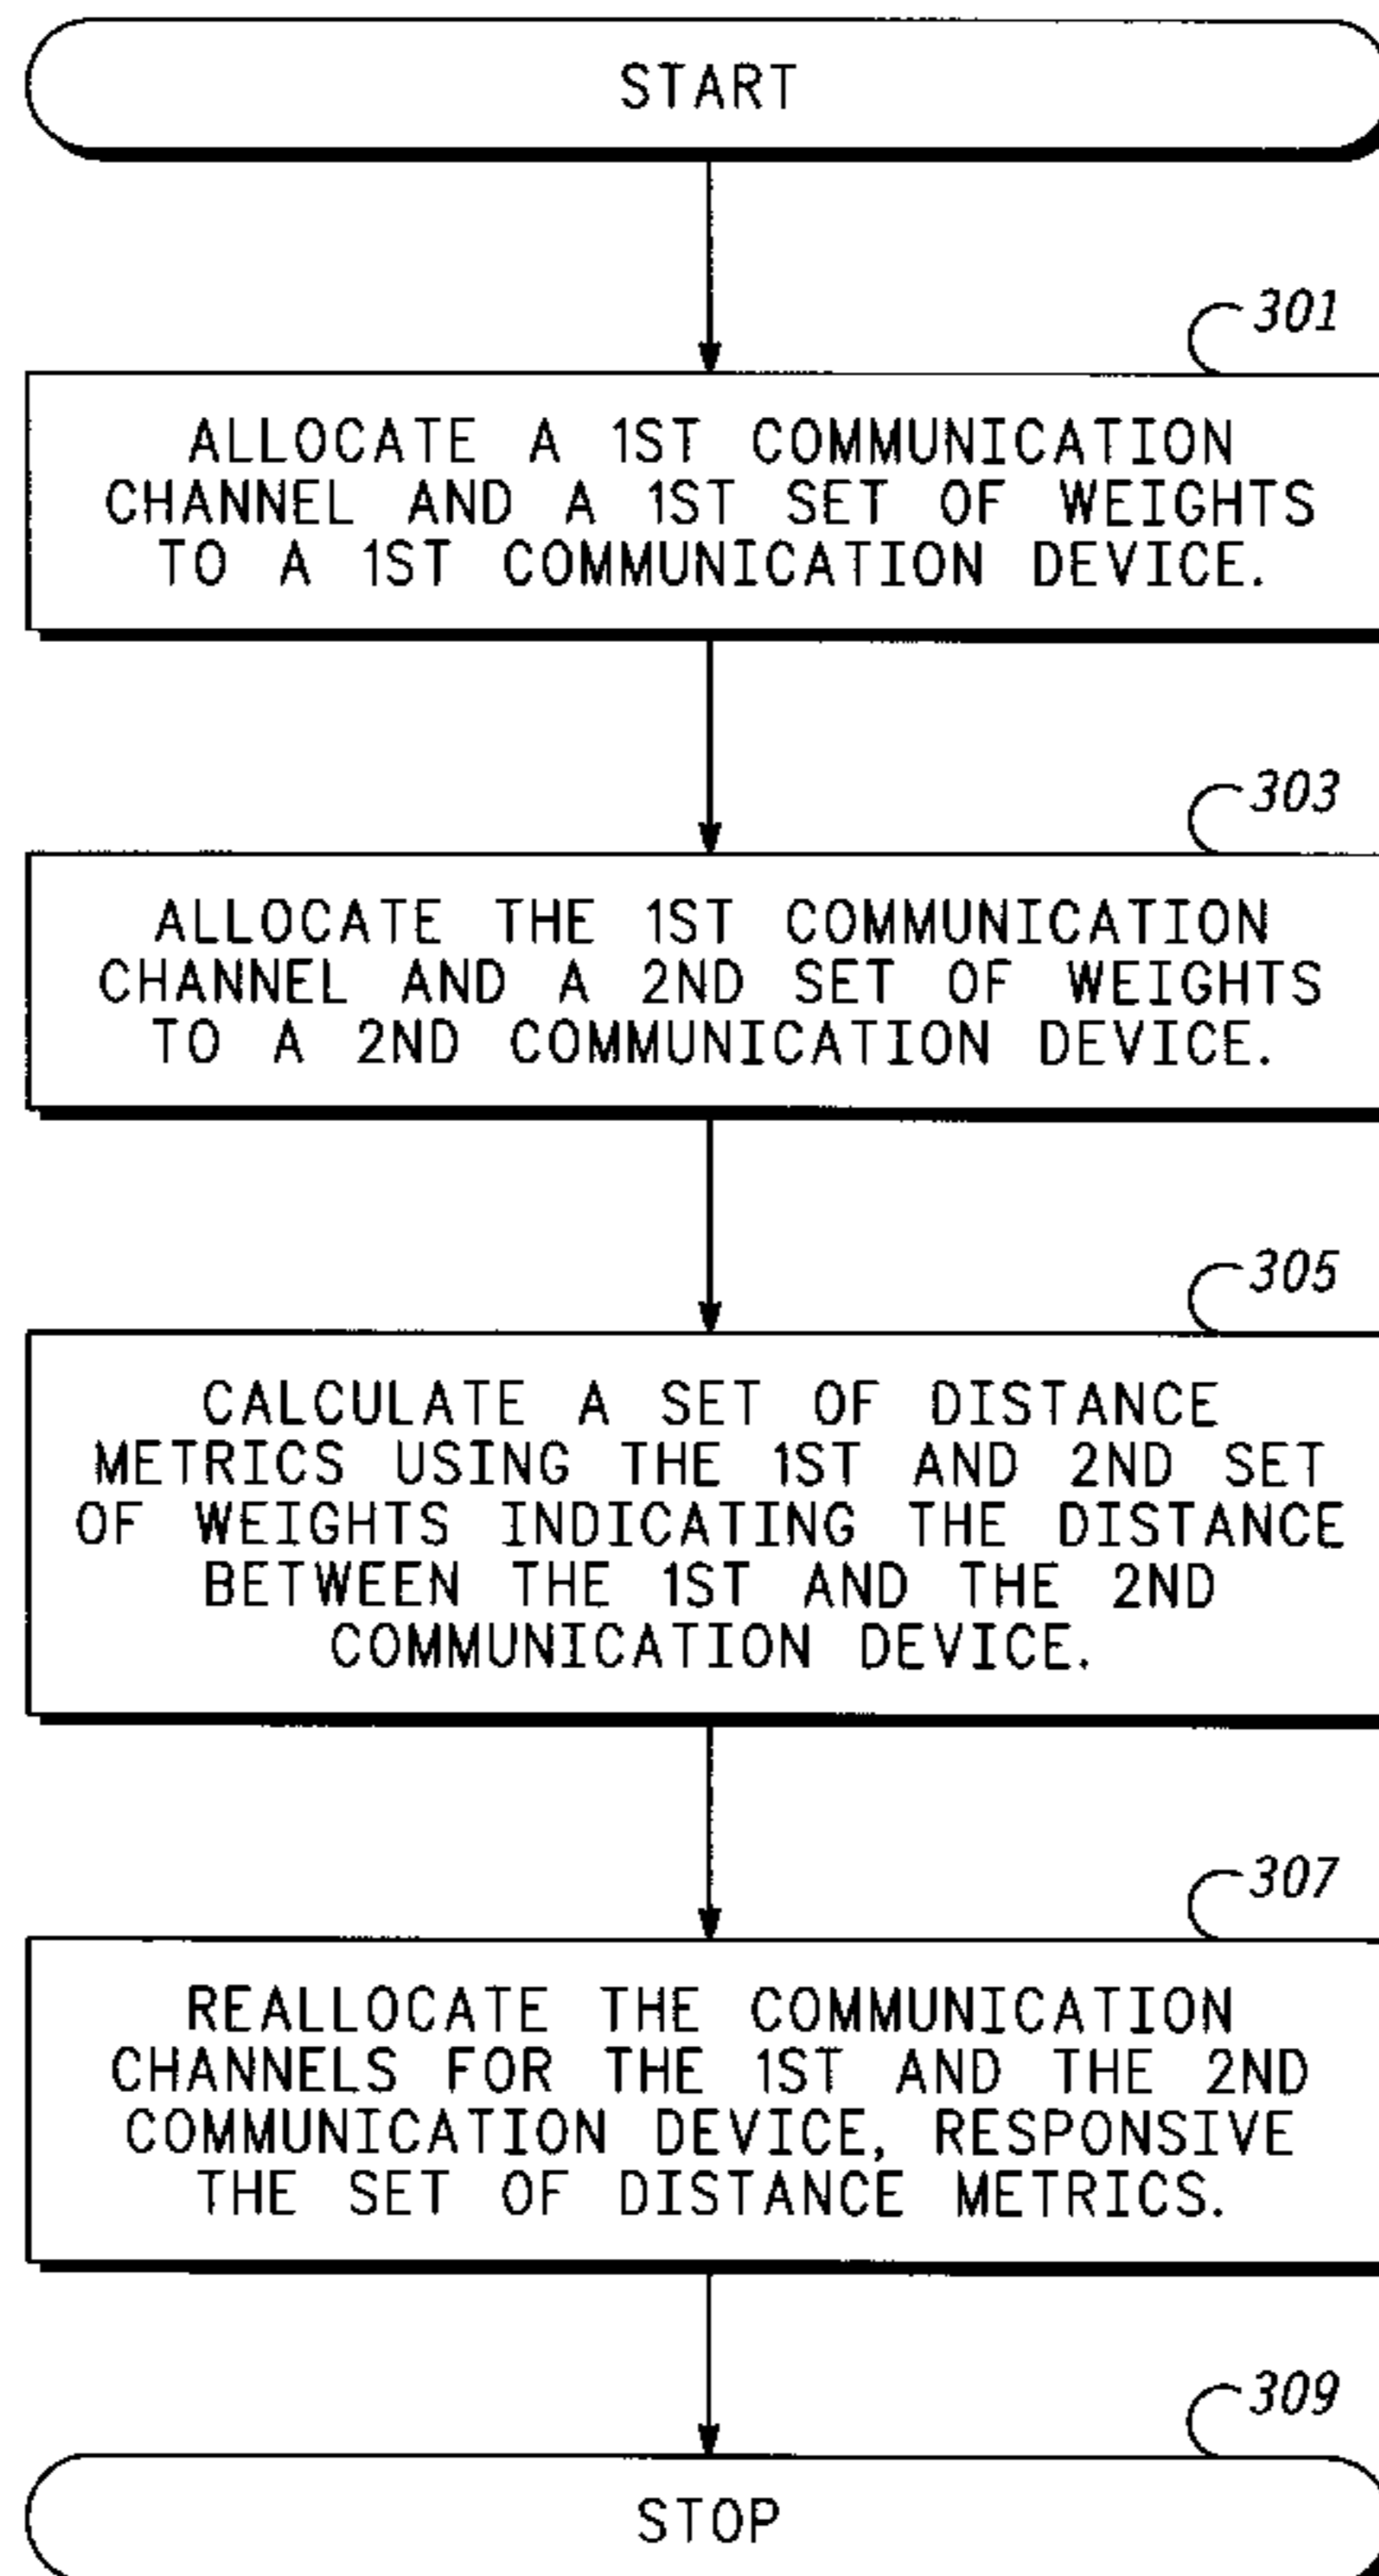 START
301
ALLOCATE A 1ST COMMUNICATION
CHANNEL AND A 1ST SET OF WEIGHTS
TO A 1ST COMMUNICATION DEVICE.
303
ALLOCATE THE 1ST COMMUNICATION
CHANNEL AND A 2ND SET OF WEIGHTS
TO A 2ND COMMUNICATION DEVICE.
305
CALCULATE A SET OF DISTANCE
METRICS USING THE 1ST AND 2ND SET
OF WEIGHTS INDICATING THE DISTANCE
BETWEEN THE 1ST AND THE 2ND
COMMUNICATION DEVICE.
307
REALLOCATE THE COMMUNICATION
CHANNELS FOR THE 1ST AND THE 2ND
COMMUNICATION DEVICE, RESPONSIVE
THE SET OF DISTANCE METRICS.
309
STOP